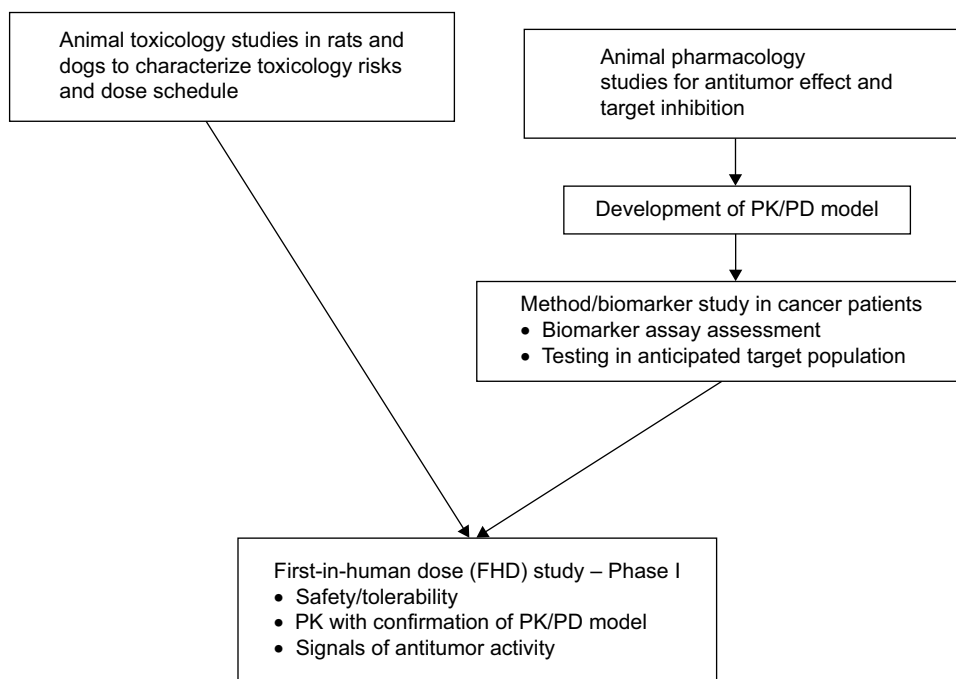 Animal toxicology studies in rats and
dogs to characterize toxicology risks
and dose schedule
Animal pharmacology
studies for antitumor effect and
target inhibition
Development of PK/PD model
Method/biomarker study in cancer patients
• Biomarker assay assessment
• Testing in anticipated target population
First-in-human dose (FHD) study – Phase I
• Safety/tolerability
• PK with confirmation of PK/PD model
• Signals of antitumor activity